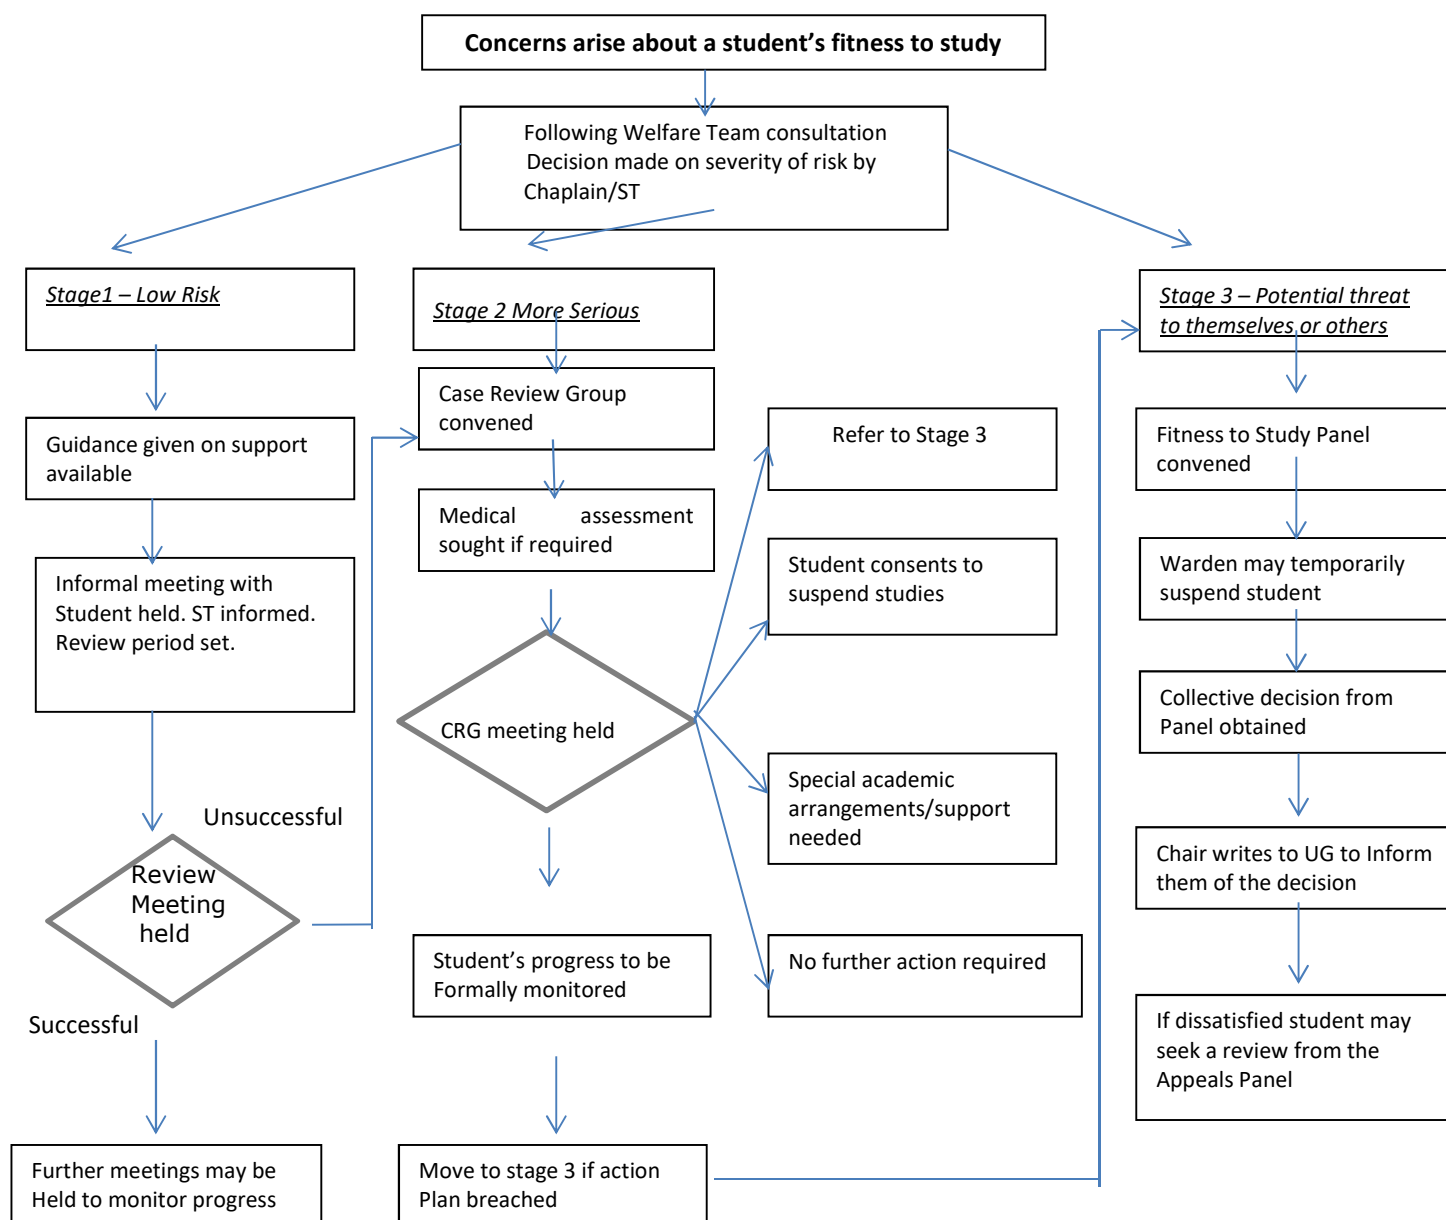 Concerns arise about a student’s fitness to study
Following Welfare Team consultation
Decision made on severity of risk by
Chaplain/ST
Stage1 – Low Risk
Guidance given on support
available
Informal meeting with
Student held. ST informed.
Review period set.
Unsuccessful
Review
Meeting
held
Successful
Further meetings may be
Held to monitor progress
Stage 2 More Serious
Case Review Group
convened
Medical assessment
sought if required
CRG meeting held
Student’s progress to be
Formally monitored
Move to stage 3 if action
Plan breached
Refer to Stage 3
Student consents to
suspend studies
Special academic
arrangements/support
needed
No further action required
Stage 3 – Potential threat
to themselves or others
Fitness to Study Panel
convened
Warden may temporarily
suspend student
Collective decision from
Panel obtained
Chair writes to UG to Inform
them of the decision
If dissatisfied student may
seek a review from the
Appeals Panel